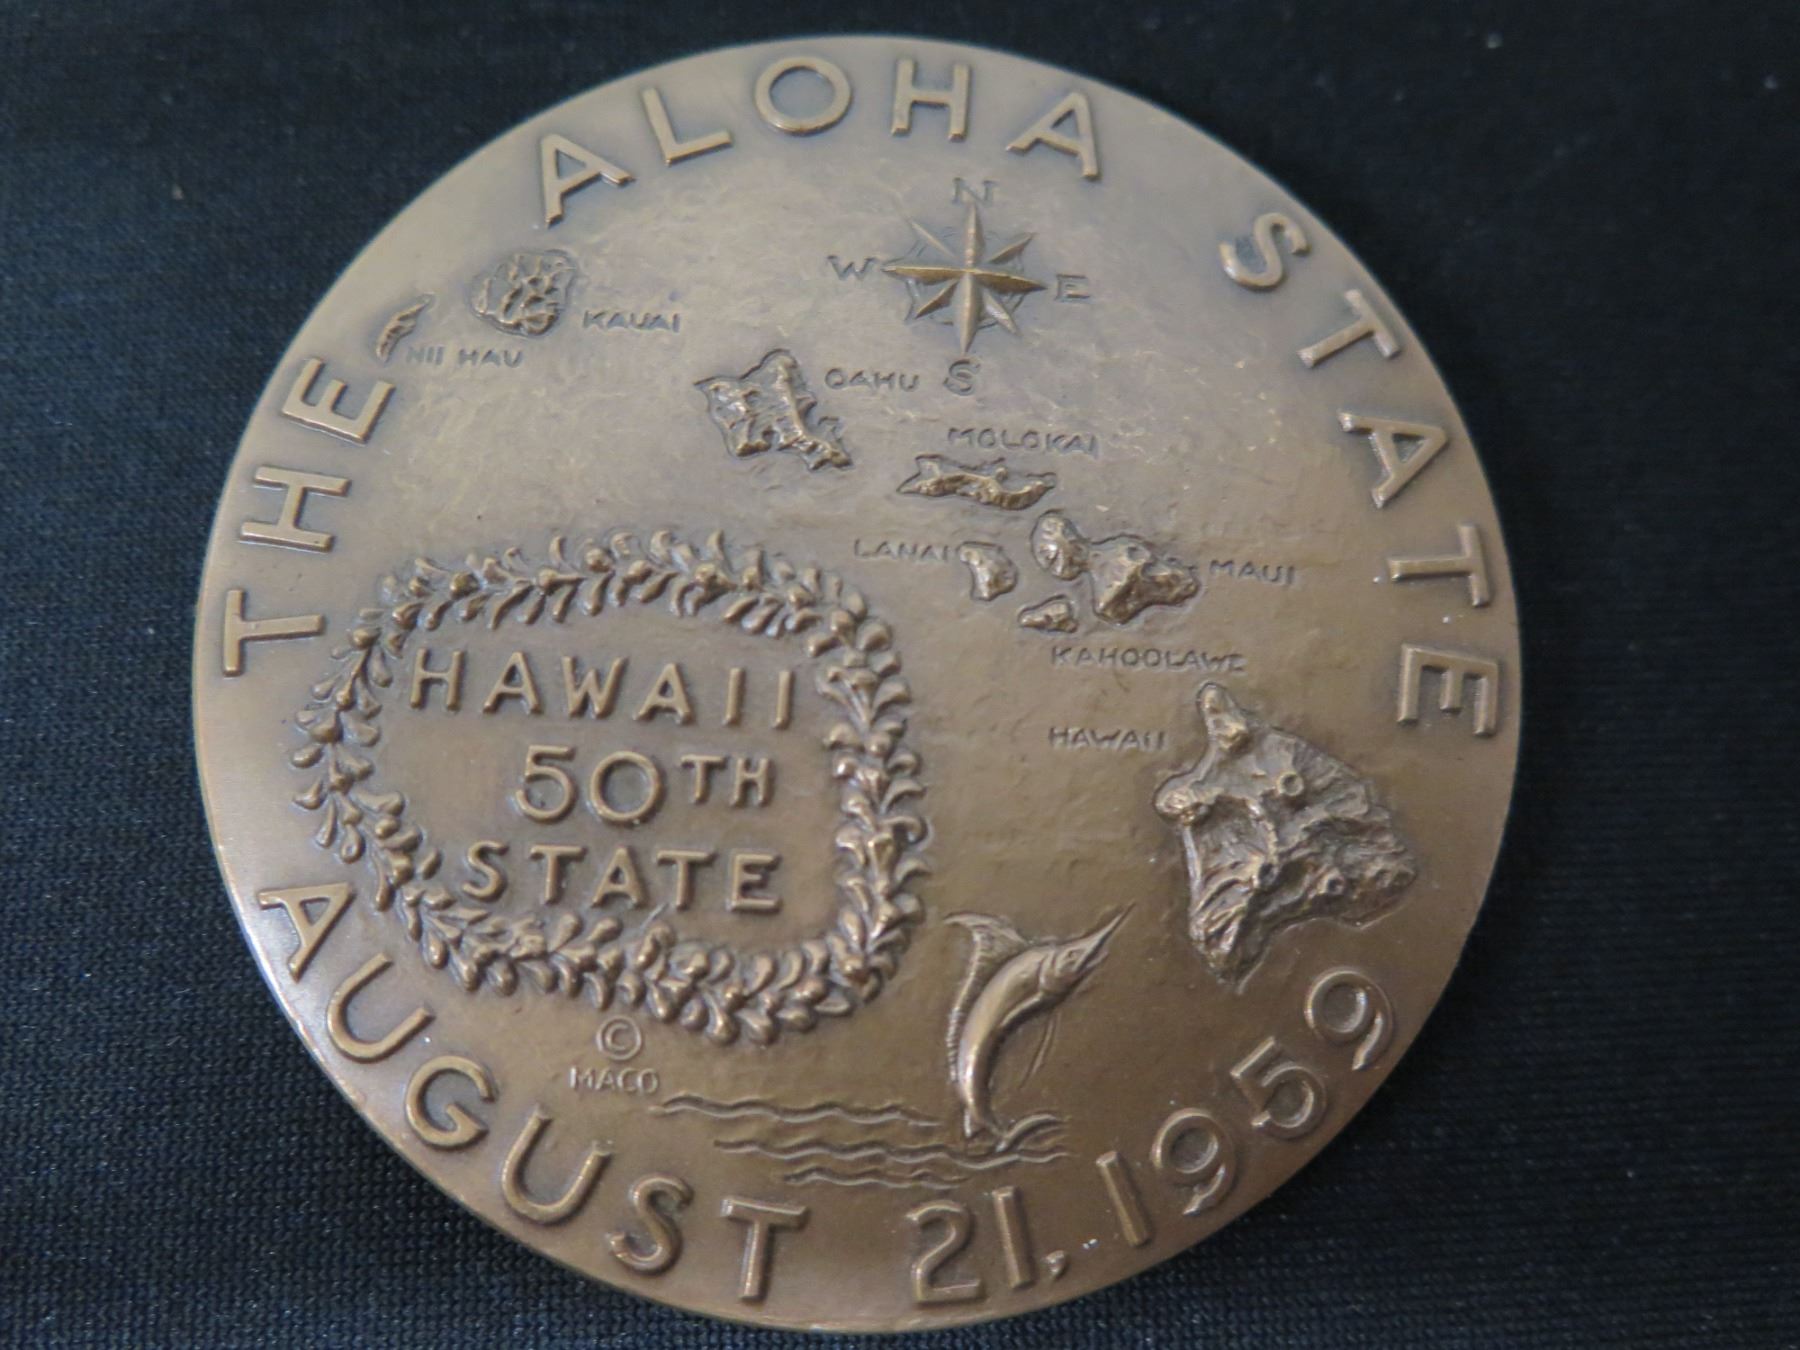 THE ALOHA STATE
N
W E
S
KAUAI
NII HAU
OAHU
MOLOKAI
LANAI
MAUI
KAHOOLAWE
HAWAII
HAWAII
50TH
STATE
©
MACO
AUGUST 21, 1959